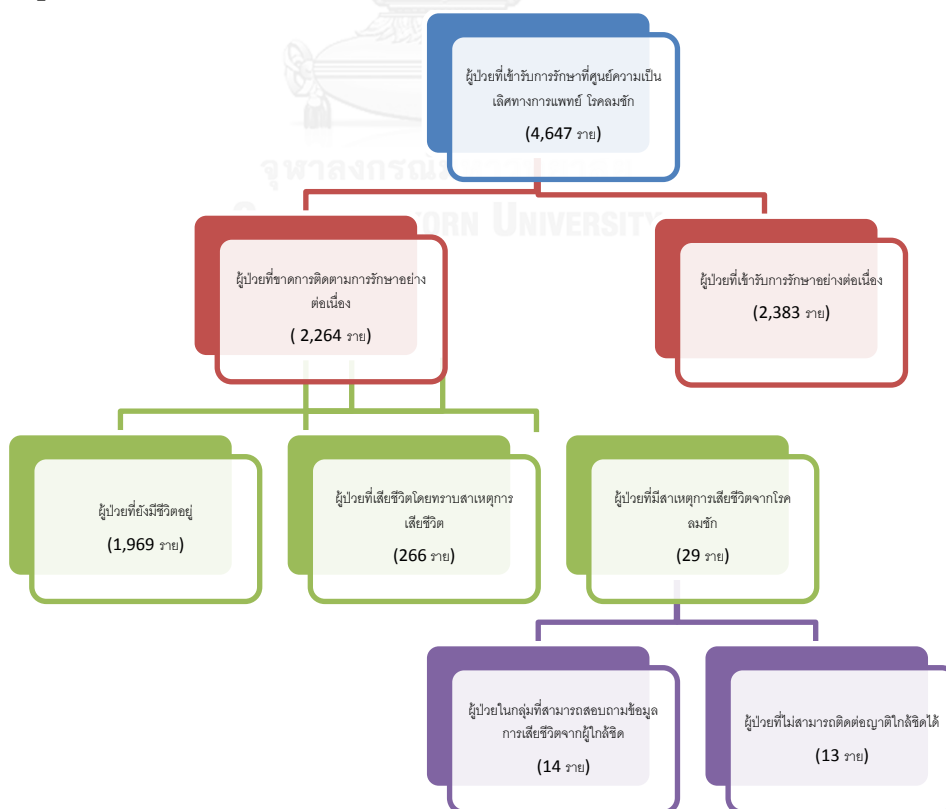 ผู้ป่วยที่เข้ารับการรักษาที่ศูนย์ความเป็น
เลิศทางการแพทย์ โรคลมชัก
(4,647 ราย)
จุฬาลงกรณ์
ORN UNIVERSITY
ผู้ป่วยที่ขาดการติดตามการรักษาอย่าง
ต่อเนื่อง
( 2,264 ราย)
ผู้ป่วยที่เข้ารับการรักษาอย่างต่อเนื่อง
(2,383 ราย)
ผู้ป่วยที่ยังมีชีวิตอยู่
(1,969 ราย)
ผู้ป่วยที่เสียชีวิตโดยทราบสาเหตุการ
เสียชีวิต
(266 ราย)
ผู้ป่วยที่มีสาเหตุการเสียชีวิตจากโรค
ลมชัก
(29 ราย)
ผู้ป่วยในกลุ่มที่สามารถสอบถามข้อมูล
การเสียชีวิตจากผู้ใกล้ชิด
(14 ราย)
ผู้ป่วยที่ไม่สามารถติดต่อญาติใกล้ชิดได้
(13 ราย)